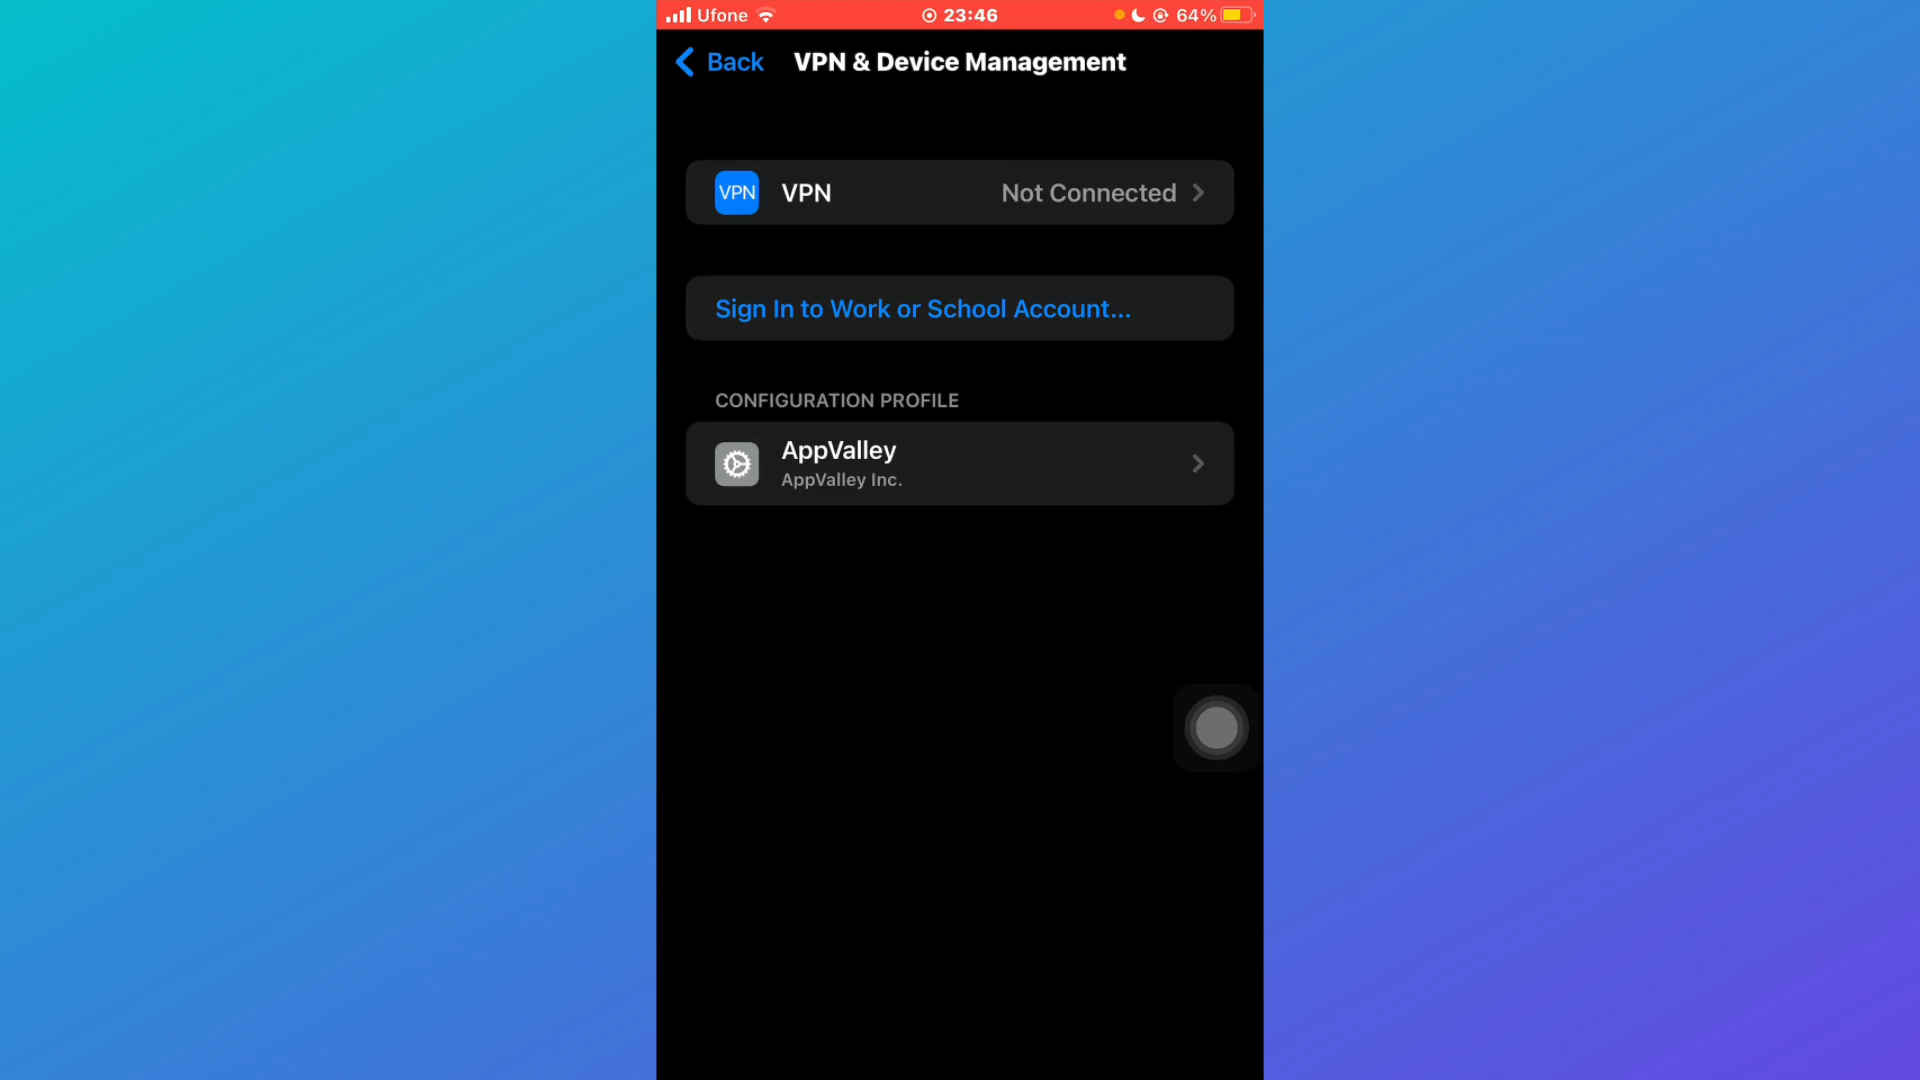 Ufone 23:46 64%
Back VPN & Device Management
VPN VPN Not Connected
Sign In to Work or School Account...
CONFIGURATION PROFILE
AppValley
AppValley Inc.